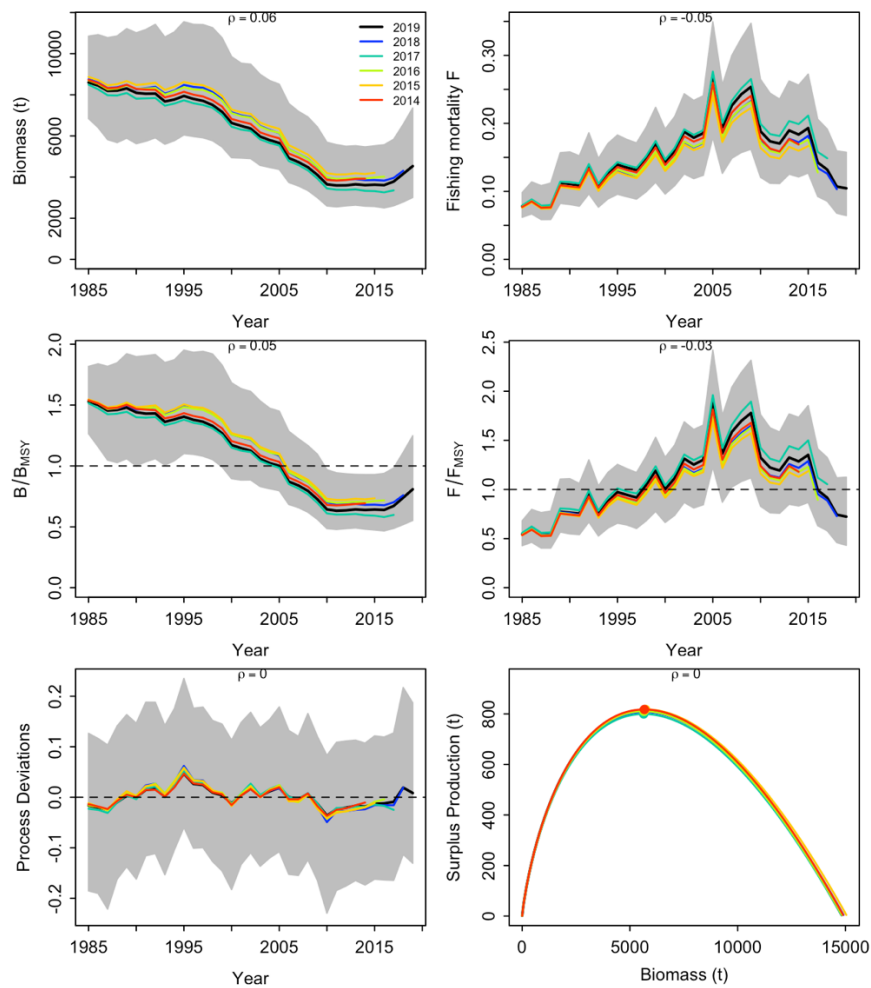 ρ = 0.06
Biomass (t)
0 2000 6000 10000
2019
2018
2017
2016
2015
2014
1985 1995 2005 2015
Year
ρ = -0.05
Fishing mortality F
0.00 0.10 0.20 0.30
1985 1995 2005 2015
Year
ρ = 0.05
B/BMSY
0.0 0.5 1.0 1.5 2.0
1985 1995 2005 2015
Year
ρ = -0.03
F/FMSY
0.0 0.5 1.0 1.5 2.0 2.5
1985 1995 2005 2015
Year
ρ = 0
Process Deviations
-0.2 -0.1 0.0 0.1 0.2
1985 1995 2005 2015
Year
ρ = 0
Surplus Production (t)
0 200 400 600 800
0 5000 10000 15000
Biomass (t)